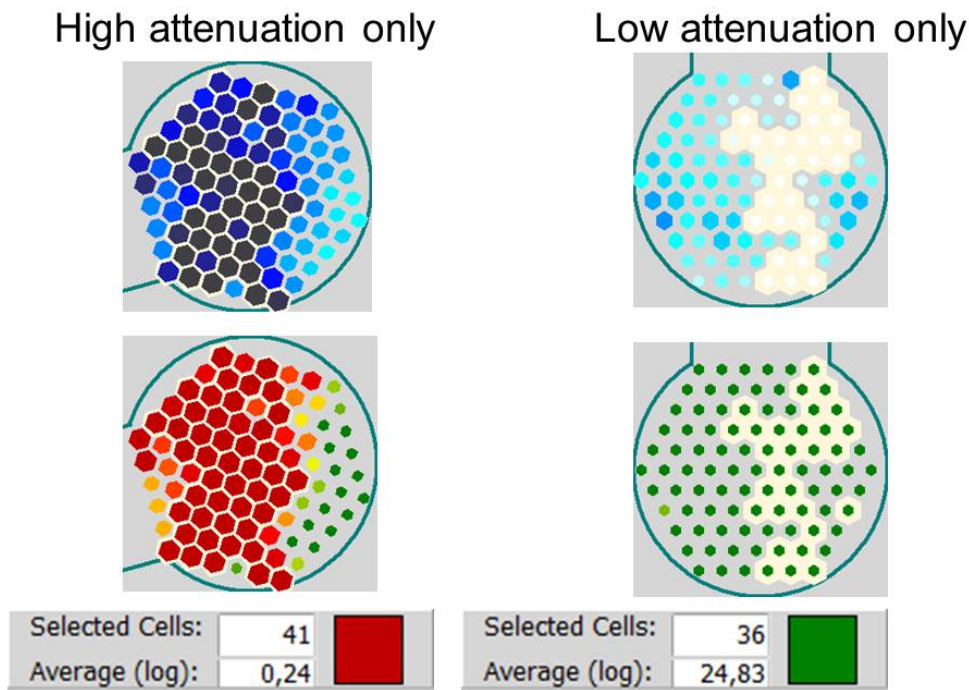 High attenuation only
Low attenuation only
Selected Cells: 41
Average (log): 0,24
Selected Cells: 36
Average (log): 24,83